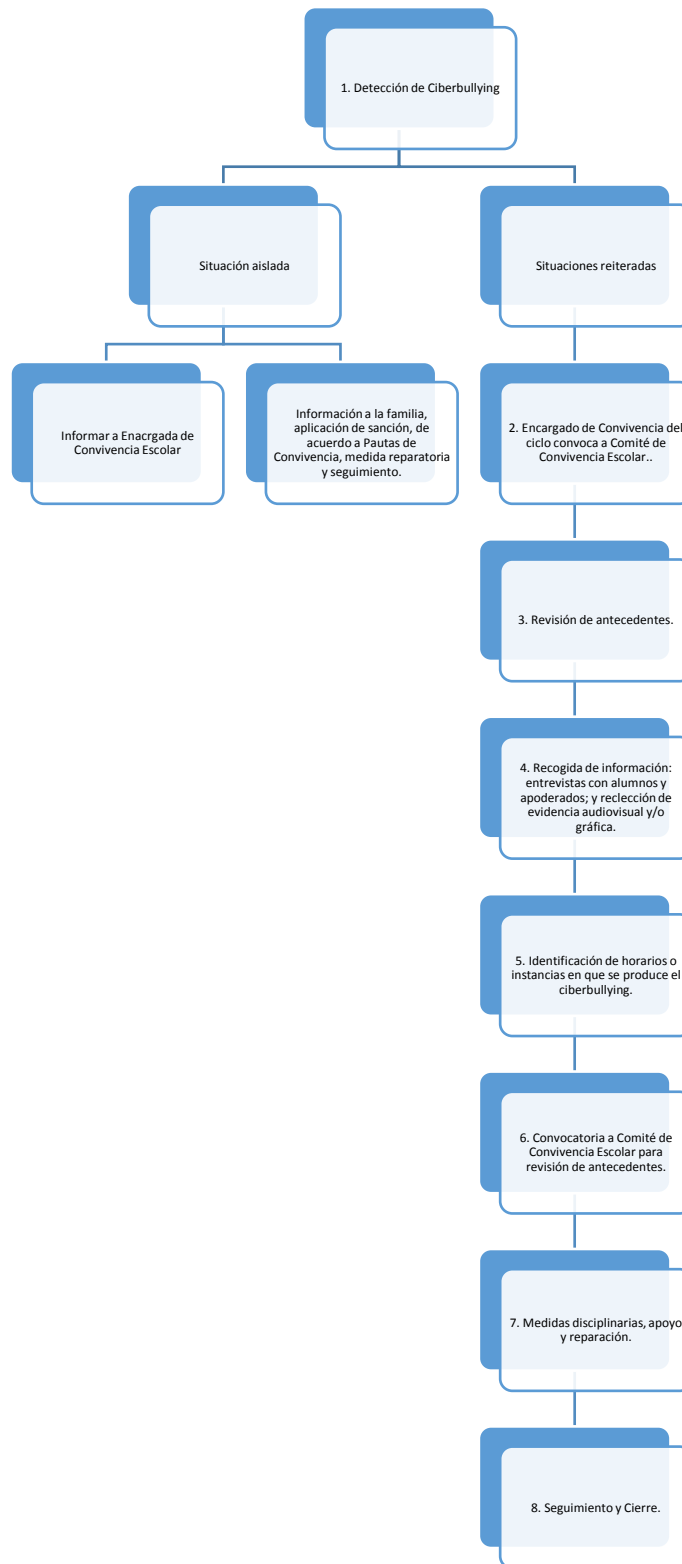 1. Detección de Ciberbullying
Situación aislada
Situaciones reiteradas
Informar a Enacrgada de
Convivencia Escolar
Información a la familia,
aplicación de sanción, de
acuerdo a Pautas de
Convivencia, medida reparatoria
y seguimiento.
2. Encargado de Convivencia del
ciclo convoca a Comité de
Convivencia Escolar..
3. Revisión de antecedentes.
4. Recogida de información:
entrevistas con alumnos y
apoderados; y reclección de
evidencia audiovisual y/o
gráfica.
5. Identificación de horarios o
instancias en que se produce el
ciberbullying.
6. Convocatoria a Comité de
Convivencia Escolar para
revisión de antecedentes.
7. Medidas disciplinarias, apoyo
y reparación.
8. Seguimiento y Cierre.